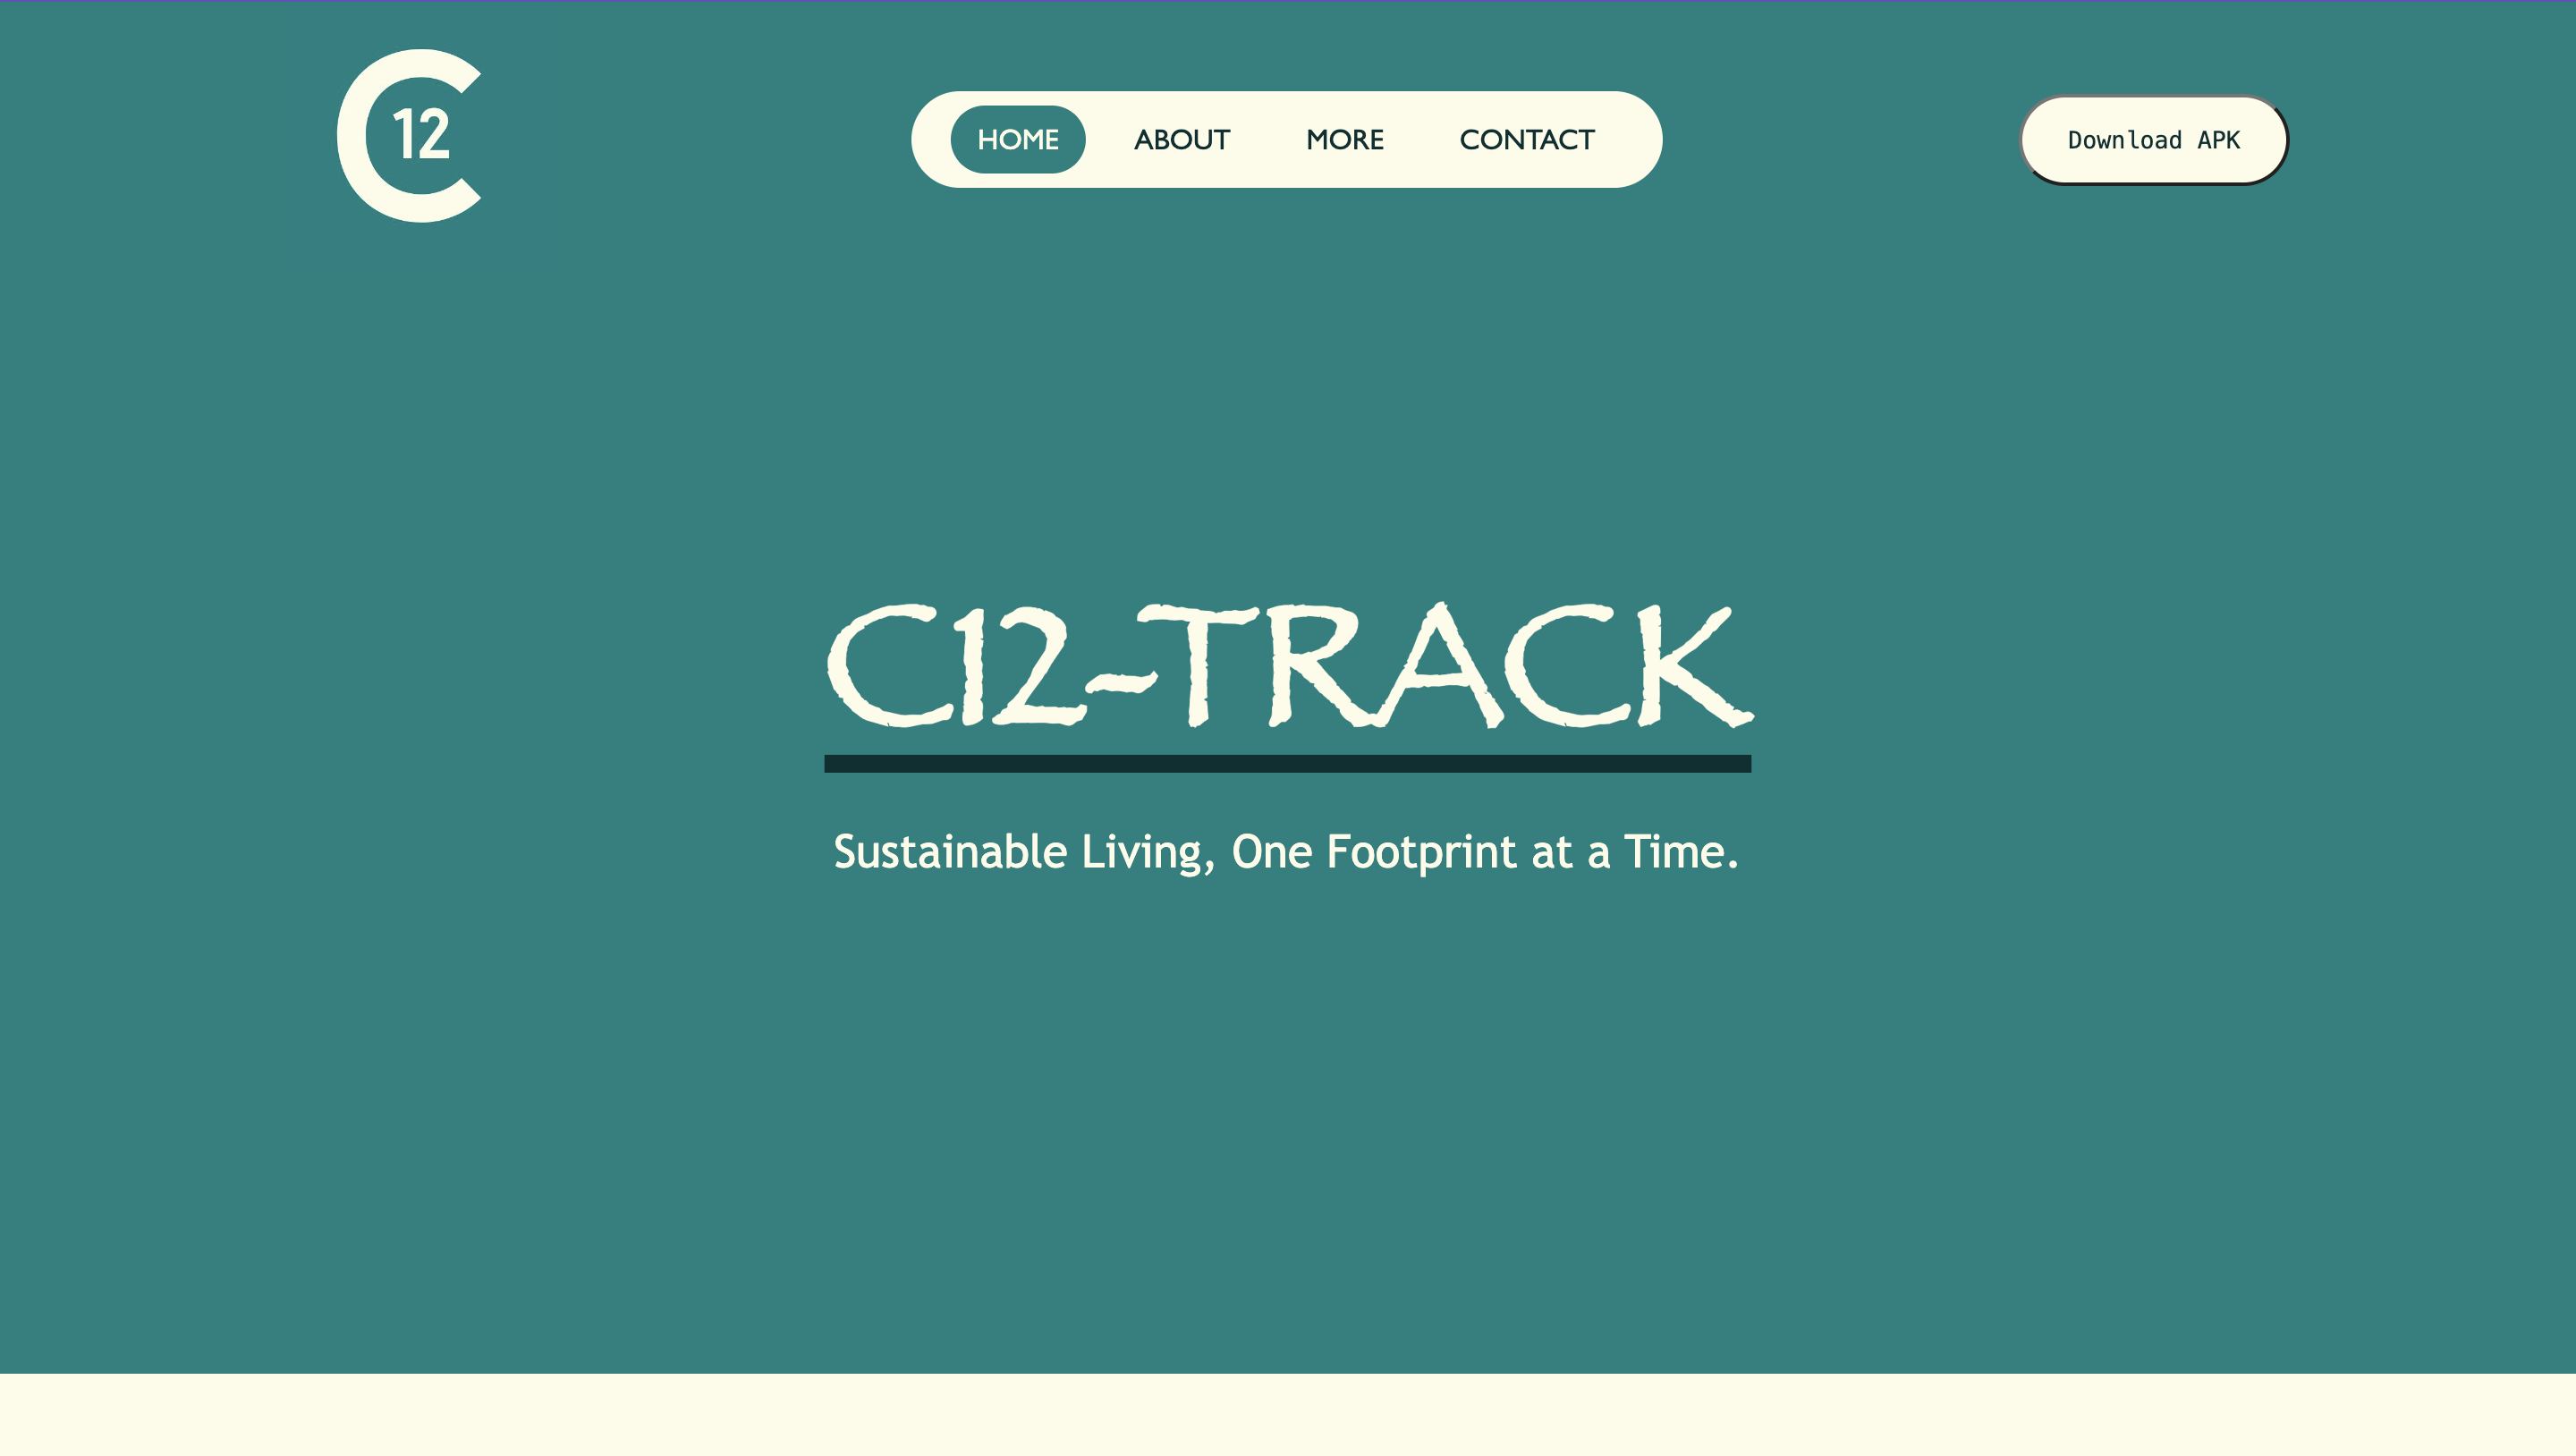 C 12
HOME ABOUT MORE CONTACT
Download APK
C12-TRACK
Sustainable Living, One Footprint at a Time.